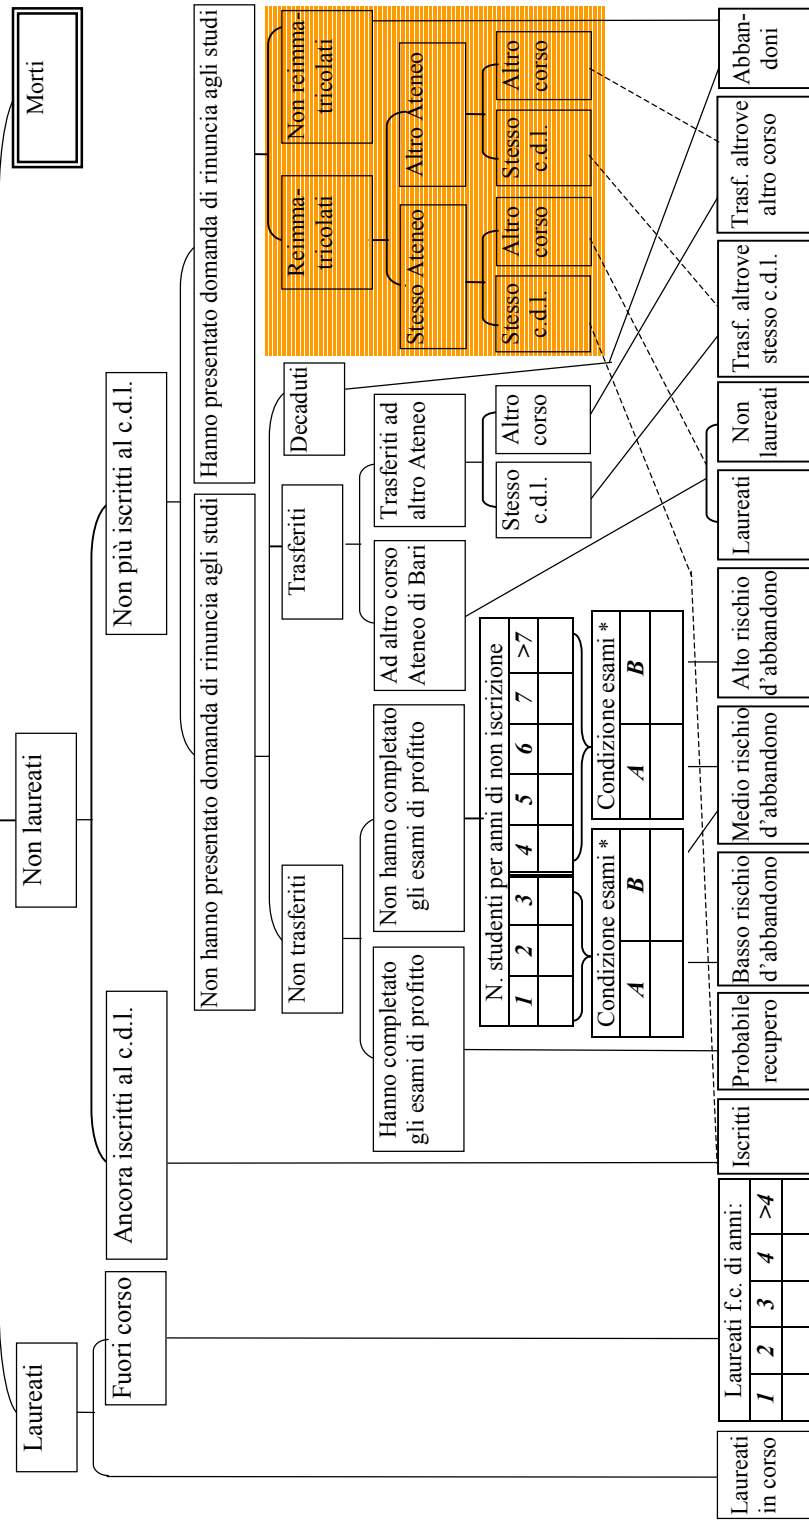 Laureati
Non laureati
Morti
Fuori corso
Ancora iscritti al c.d.l.
Non più iscritti al c.d.l.
Non hanno presentato domanda di rinuncia agli studi
Hanno presentato domanda di rinuncia agli studi
Non trasferiti
Trasferiti
Decaduti
Reimma-
tricolati
Non reimma-
tricolati
Hanno completato
gli esami di profitto
Non hanno completato
gli esami di profitto
Ad altro corso
Ateneo di Bari
Trasferiti ad
altro Ateneo
Stesso Ateneo
Altro Ateneo
N. studenti per anni di non iscrizione
1 2 3 4 5 6 7 >7
Stesso
c.d.l.
Altro
corso
Stesso
c.d.l.
Altro
corso
Stesso
c.d.l.
Altro
corso
Condizione esami *
A B
Condizione esami *
A B
Laureati
in corso
Laureati f.c. di anni:
1 2 3 4 >4
Iscritti
Probabile
recupero
Basso rischio
d'abbandono
Medio rischio
d'abbandono
Alto rischio
d'abbandono
Laureati
Non
laureati
Trasf. altrove
stesso c.d.l.
Trasf. altrove
altro corso
Abban-
doni